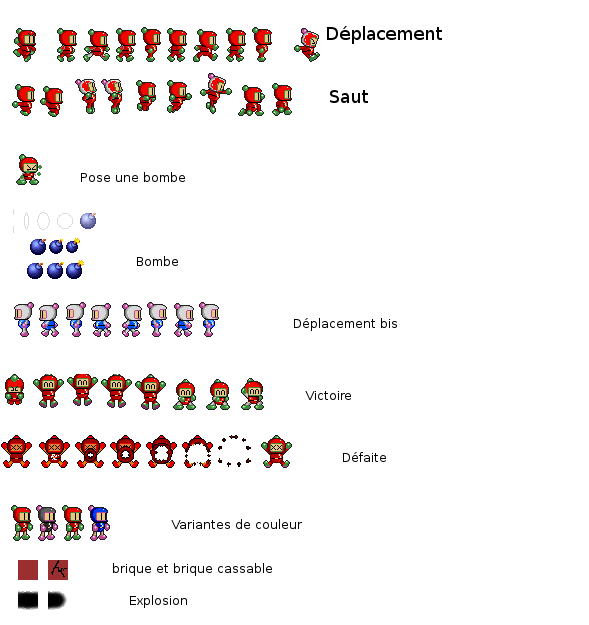 Déplacement
Saut
Pose une bombe
Bombe
Déplacement bis
Victoire
Défaite
Variantes de couleur
brique et brique cassable
Explosion